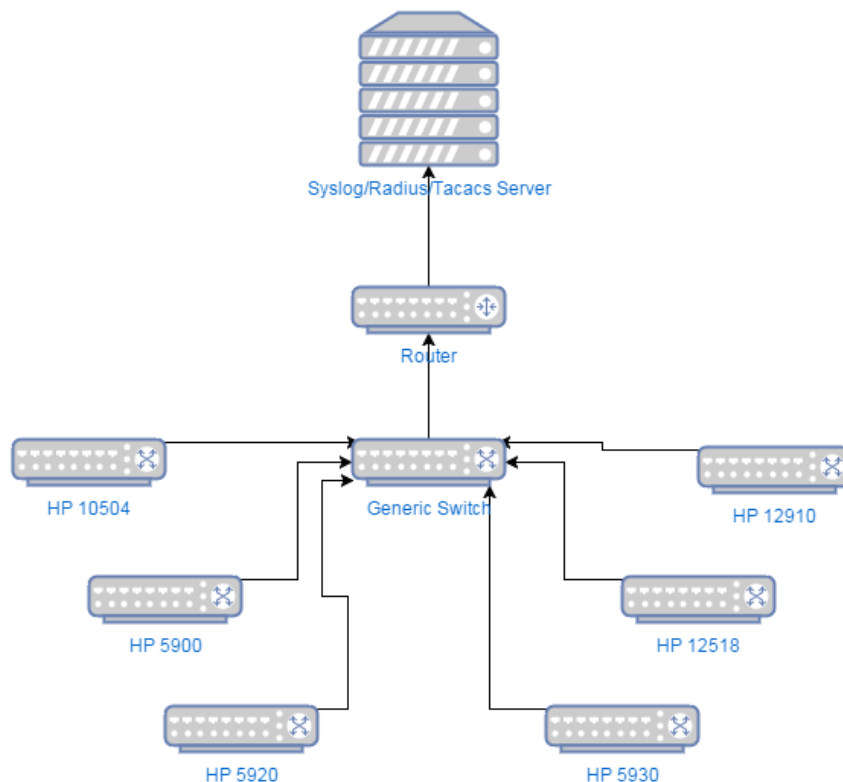 Syslog/Radius/Tacacs Server
Router
HP 10504
Generic Switch
HP 12910
HP 5900
HP 12518
HP 5920
HP 5930